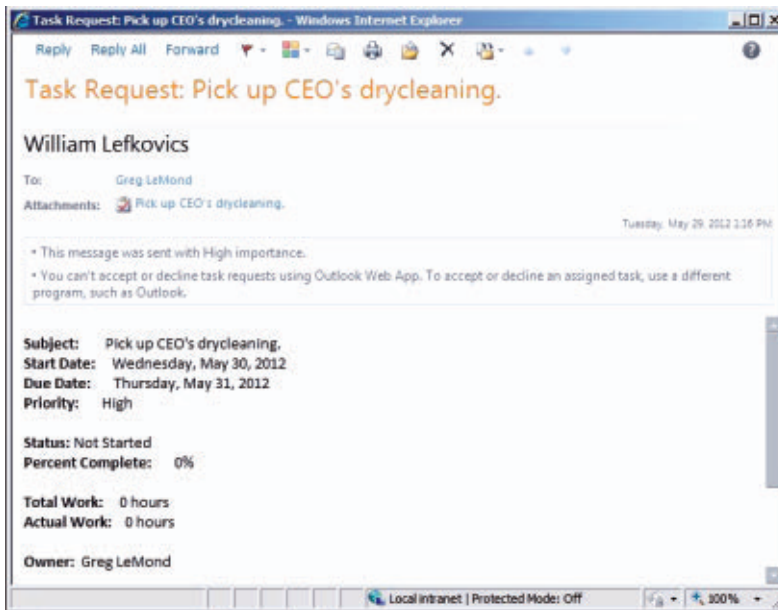 Task Request: Pick up CEO's drycleaning. - Windows Internet Explorer
Reply Reply All Forward
Task Request: Pick up CEO's drycleaning.
William Lefkovics
To: Greg LeMond
Attachments: Pick up CEO's drycleaning.
Tuesday, May 29, 2012 1:16 PM
• This message was sent with High importance.
• You can't accept or decline task requests using Outlook Web App. To accept or decline an assigned task, use a different
program, such as Outlook.
Subject: Pick up CEO's drycleaning.
Start Date: Wednesday, May 30, 2012
Due Date: Thursday, May 31, 2012
Priority: High
Status: Not Started
Percent Complete: 0%
Total Work: 0 hours
Actual Work: 0 hours
Owner: Greg LeMond
Local intranet | Protected Mode: Off
100%